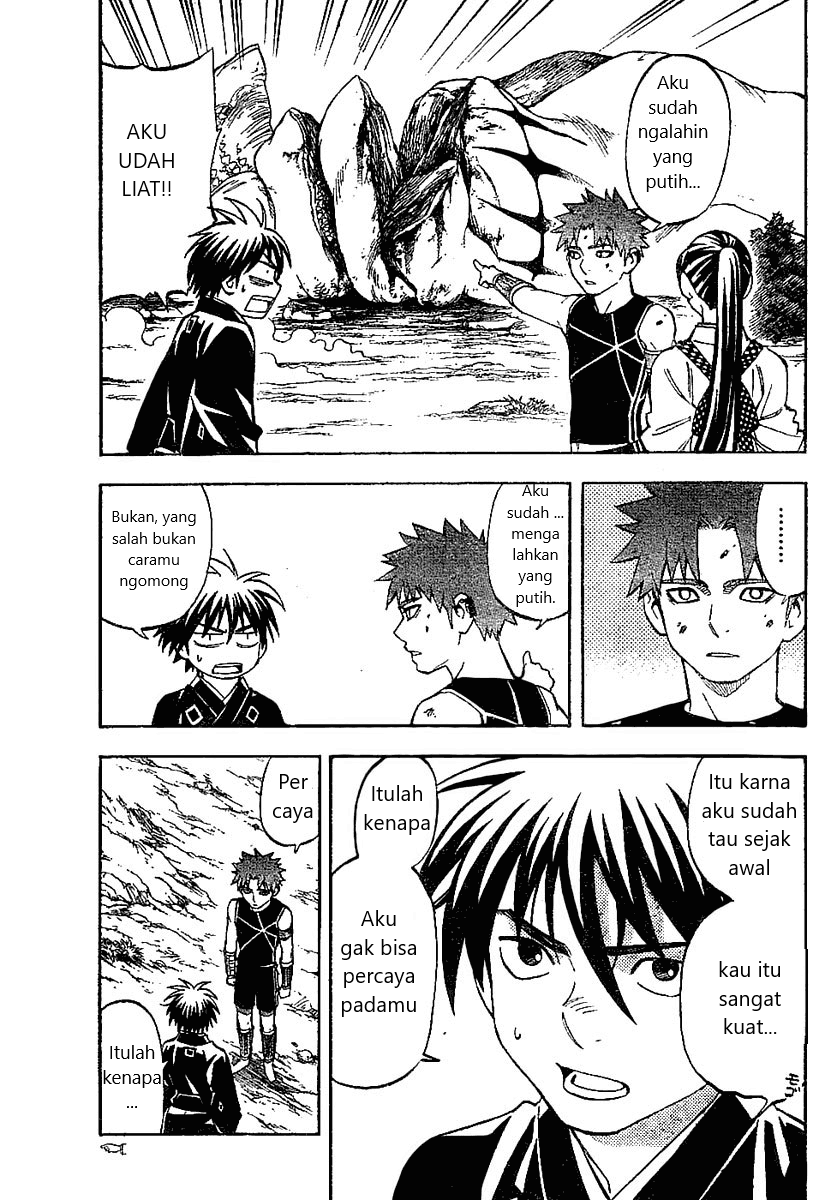 Aku
sudah
ngalahin
yang
putih...
AKU
UDAH
LIAT!!
.........
Aku
sudah ...
menga
lahkan
yang
putih.
Bukan, yang
salah bukan
caramu
ngomong
Itu karna
aku sudah
tau sejak
awal
kau itu
sangat
kuat...
Itulah
kenapa
Aku
gak bisa
percaya
padamu
Per
caya
Itulah
kenapa
...